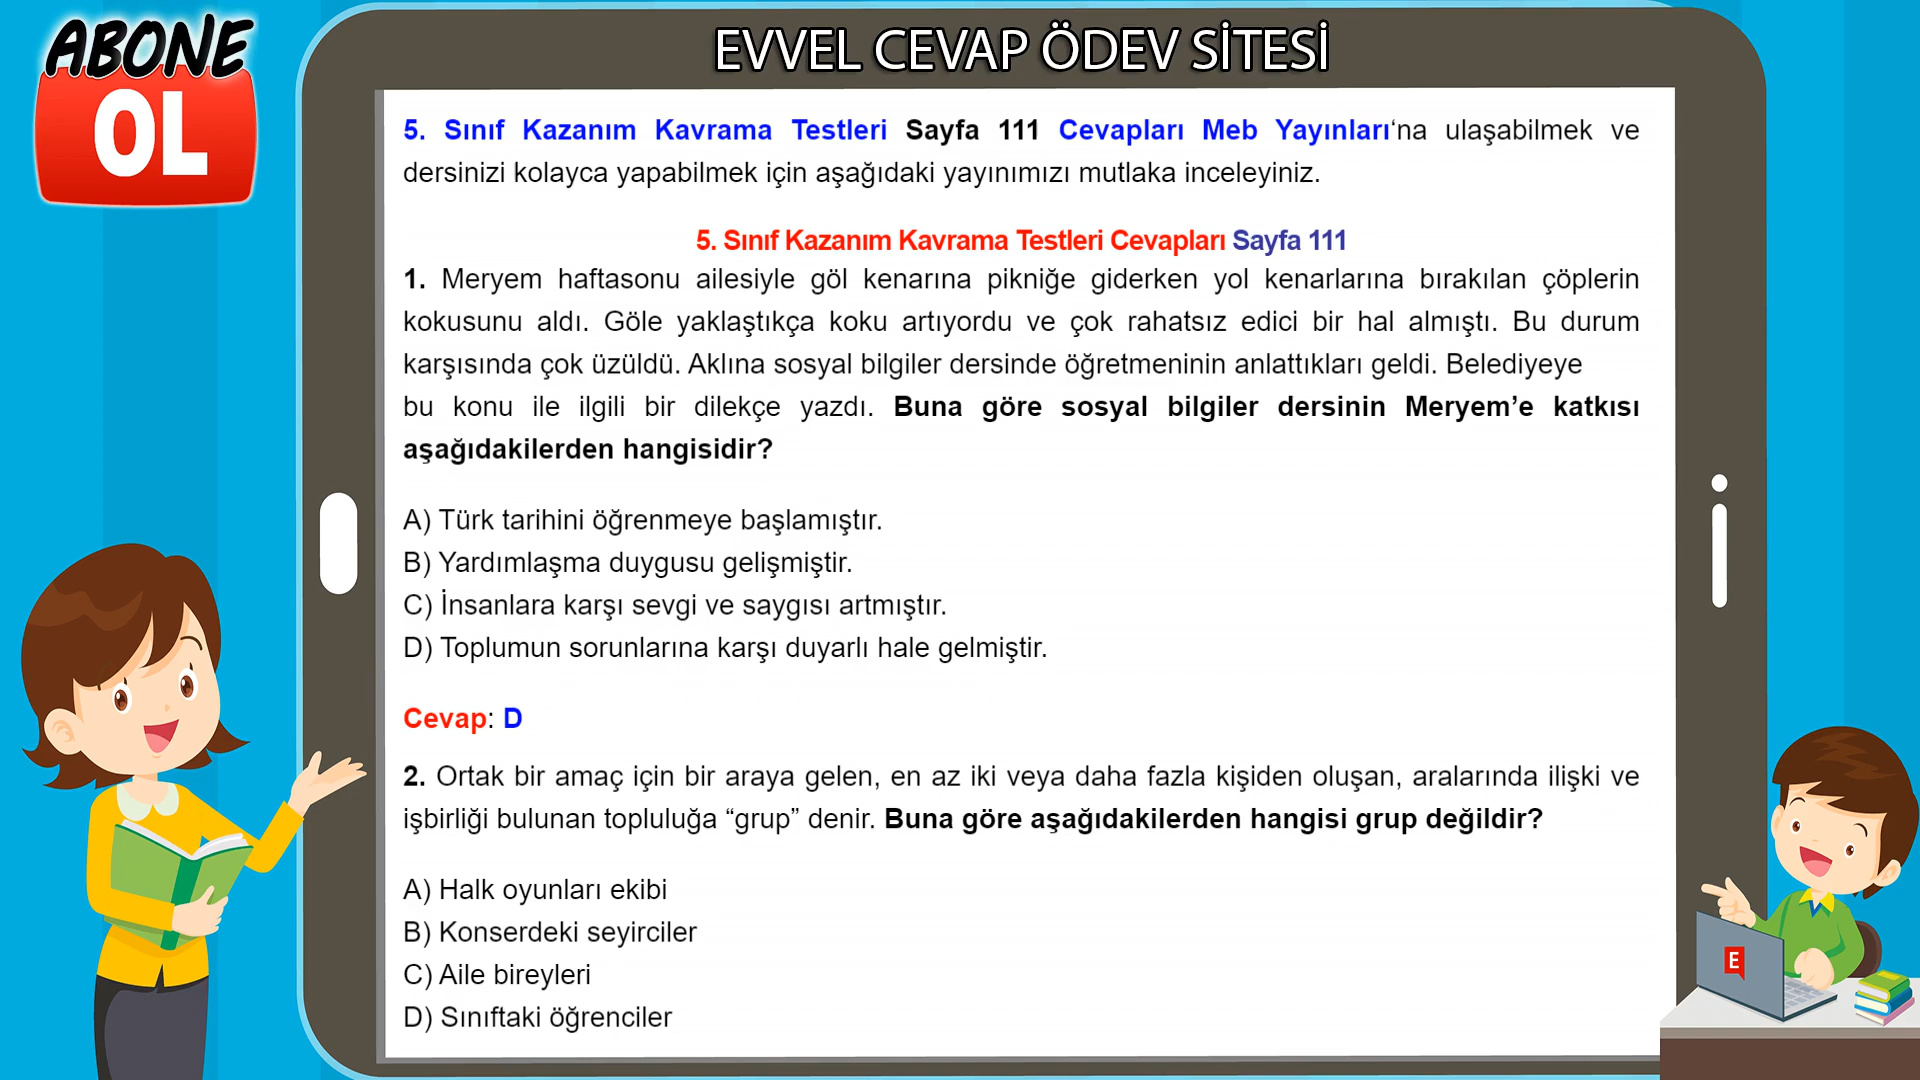 ABONE
OL
EVVEL CEVAP ÖDEV SİTESİ
5. Sınıf Kazanım Kavrama Testleri Sayfa 111 Cevapları Meb Yayınları‘na ulaşabilmek ve
dersinizi kolayca yapabilmek için aşağıdaki yayınımızı mutlaka inceleyiniz.
5. Sınıf Kazanım Kavrama Testleri Cevapları Sayfa 111
1. Meryem haftasonu ailesiyle göl kenarına pikniğe giderken yol kenarlarına bırakılan çöplerin
kokusunu aldı. Göle yaklaştıkça koku artıyordu ve çok rahatsız edici bir hal almıştı. Bu durum
karşısında çok üzüldü. Aklına sosyal bilgiler dersinde öğretmeninin anlattıkları geldi. Belediyeye
bu konu ile ilgili bir dilekçe yazdı. Buna göre sosyal bilgiler dersinin Meryem’e katkısı
aşağıdakilerden hangisidir?
A) Türk tarihini öğrenmeye başlamıştır.
B) Yardımlaşma duygusu gelişmiştir.
C) İnsanlara karşı sevgi ve saygısı artmıştır.
D) Toplumun sorunlarına karşı duyarlı hale gelmiştir.
Cevap: D
2. Ortak bir amaç için bir araya gelen, en az iki veya daha fazla kişiden oluşan, aralarında ilişki ve
işbirliği bulunan topluluğa “grup” denir. Buna göre aşağıdakilerden hangisi grup değildir?
A) Halk oyunları ekibi
B) Konserdeki seyirciler
C) Aile bireyleri
D) Sınıftaki öğrenciler
E